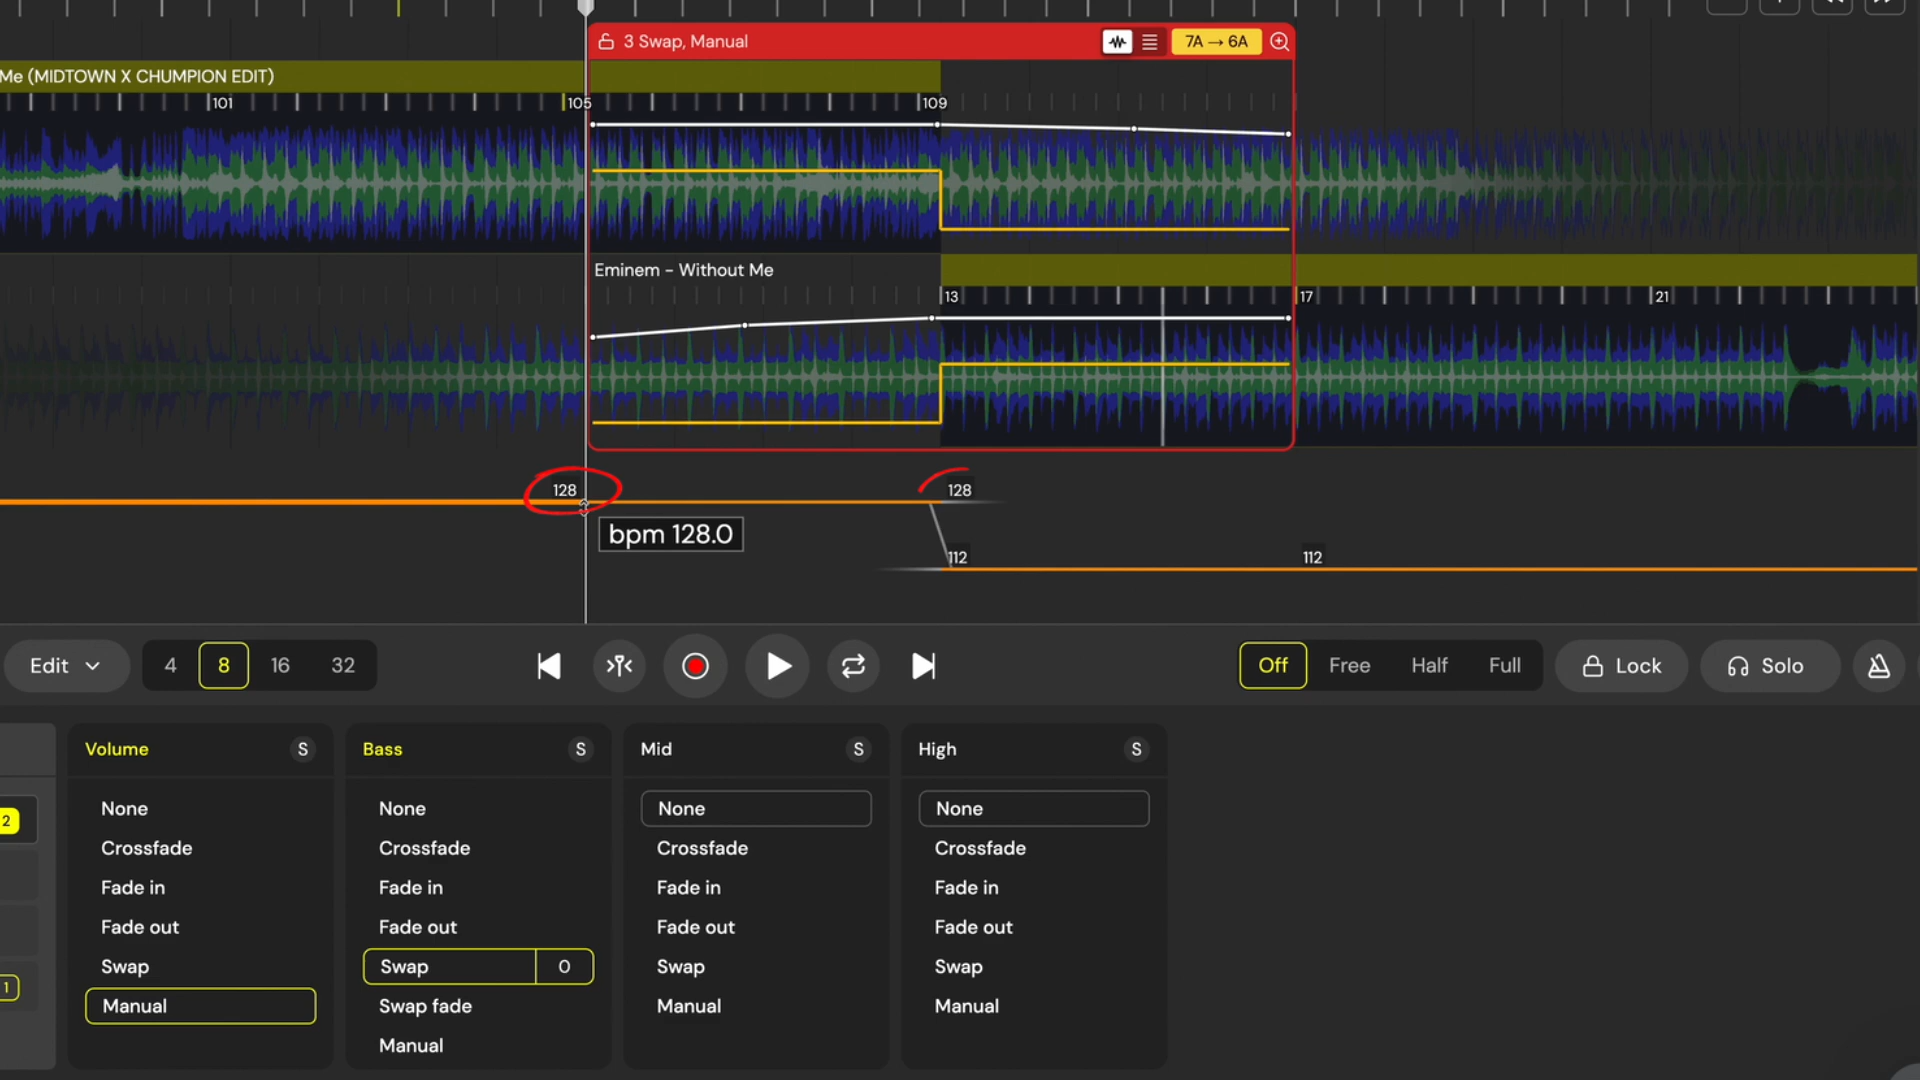 3 Swap, Manual
7A → 6A
Me (MIDTOWN X CHUMPION EDIT)
101
105
109
Eminem - Without Me
13
17
21
128
128
bpm 128.0
112
112
Edit
4
8
16
32
Off
Free
Half
Full
Lock
Solo
Volume
S
Bass
S
Mid
S
High
S
None
None
None
None
2
Crossfade
Crossfade
Crossfade
Crossfade
Fade in
Fade in
Fade in
Fade in
Fade out
Fade out
Fade out
Fade out
Swap
Swap
0
Swap
Swap
1
Manual
Swap fade
Manual
Manual
Manual